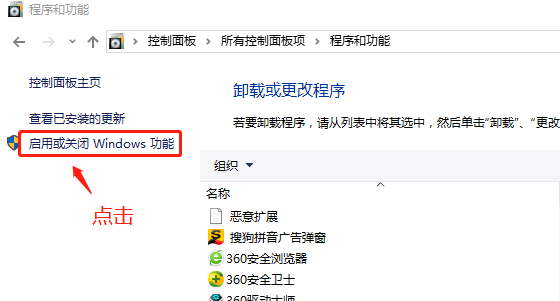 程序和功能
控制面板 > 所有控制面板项 > 程序和功能
控制面板主页
查看已安装的更新
启用或关闭 Windows 功能
点击
卸载或更改程序
若要卸载程序，请从列表中将其选中，然后单击“卸载”、“更改
组织
名称
恶意扩展
搜狗拼音广告弹窗
360安全浏览器
360安全卫士
360驱动大师